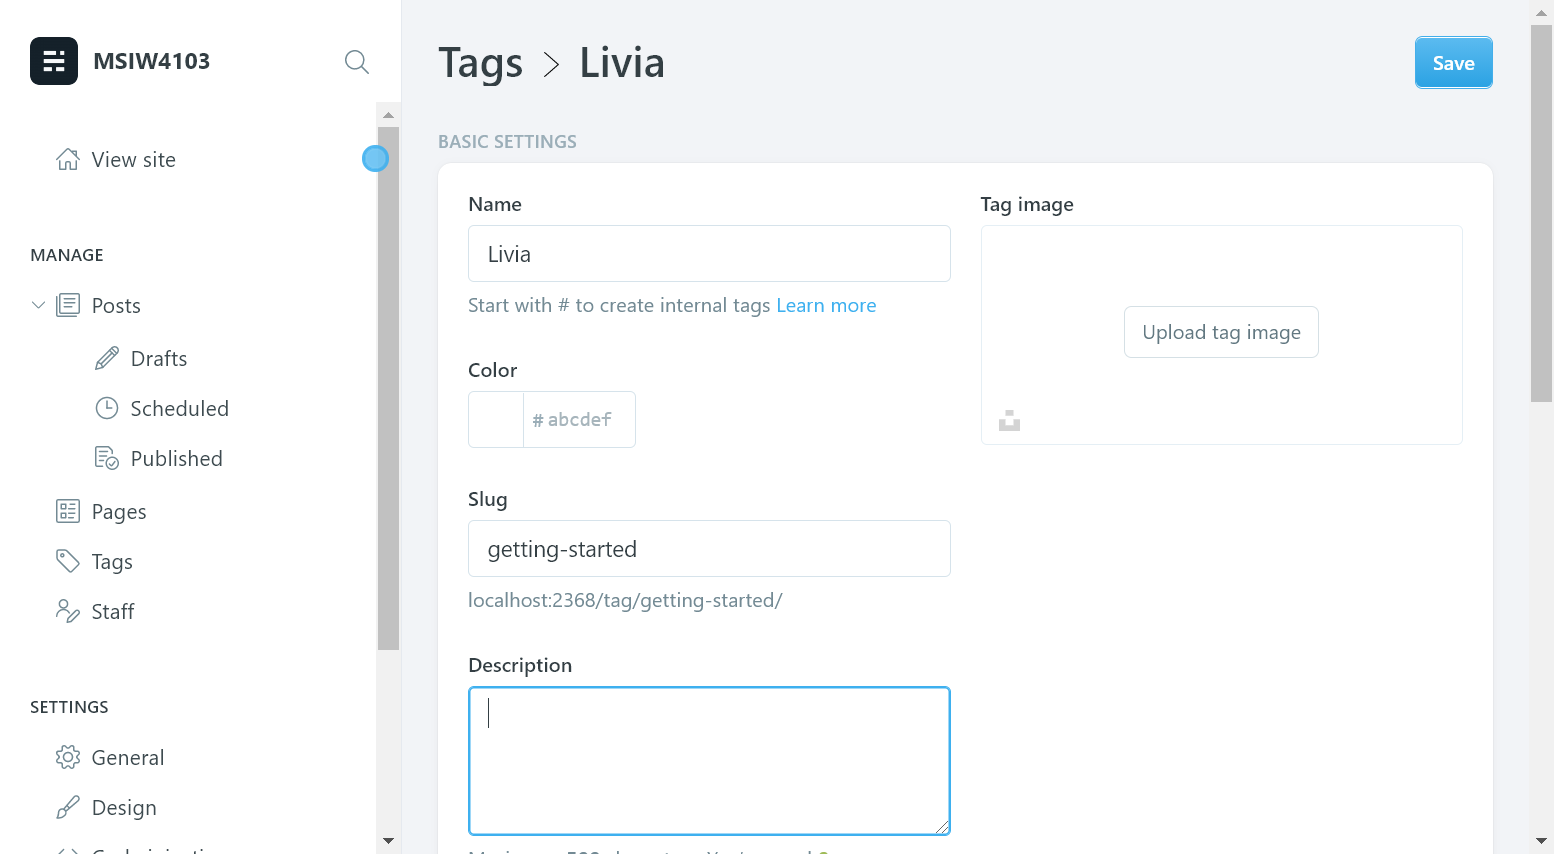 MSIW4103
View site
MANAGE
Posts
Drafts
Scheduled
Published
Pages
Tags
Staff
SETTINGS
General
Design
Tags > Livia
Save
BASIC SETTINGS
Name
Livia
Start with # to create internal tags Learn more
Color
# abcdef
Slug
getting-started
localhost:2368/tag/getting-started/
Description
Tag image
Upload tag image